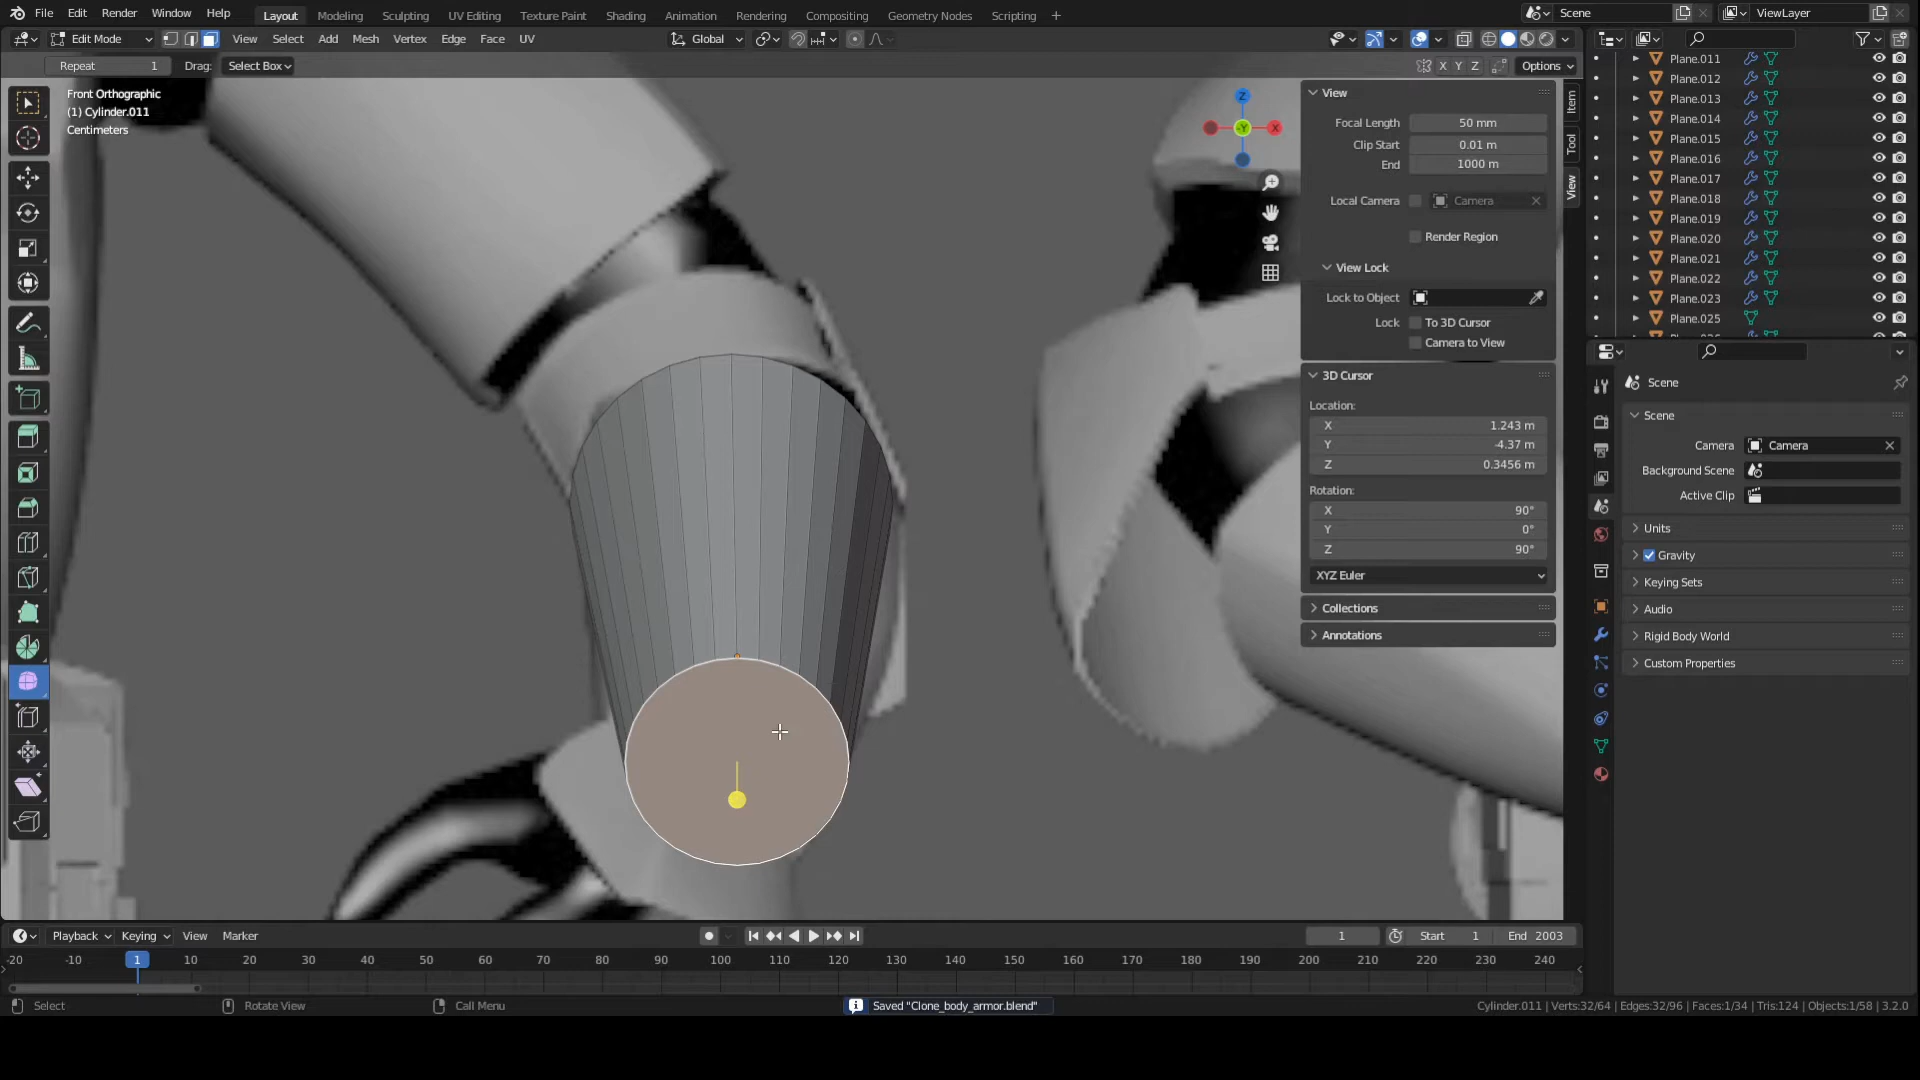 File Edit Render Window Help Layout Modeling Sculpting UV Editing Texture Paint Shading Animation Rendering Compositing Geometry Nodes Scripting + Scene ViewLayer
Edit Mode View Select Add Mesh Vertex Edge Face UV Global
Repeat 1 Drag: Select Box X Y Z Options
Front Orthographic
(1) Cylinder.011
Centimeters
Z
Y
X
View
Focal Length 50 mm
Clip Start 0.01 m
End 1000 m
Local Camera Camera
Render Region
View Lock
Lock to Object
Lock To 3D Cursor
Camera to View
3D Cursor
Location:
X 1.243 m
Y -4.37 m
Z 0.3456 m
Rotation:
X 90°
Y 0°
Z 90°
XYZ Euler
Collections
Annotations
Item
Tool
View
Plane.011
Plane.012
Plane.013
Plane.014
Plane.015
Plane.016
Plane.017
Plane.018
Plane.019
Plane.020
Plane.021
Plane.022
Plane.023
Plane.025
Scene
Scene
Camera Camera
Background Scene
Active Clip
Units
Gravity
Keying Sets
Audio
Rigid Body World
Custom Properties
Playback Keying View Marker 1 Start 1 End 2003
-20 -10 1 10 20 30 40 50 60 70 80 90 100 110 120 130 140 150 160 170 180 190 200 210 220 230 240
Select Rotate View Call Menu Saved "Clone_body_armor.blend" Cylinder.011 | Verts:32/64 | Edges:32/96 | Faces:1/34 | Tris:124 | Objects:1/58 | 3.2.0